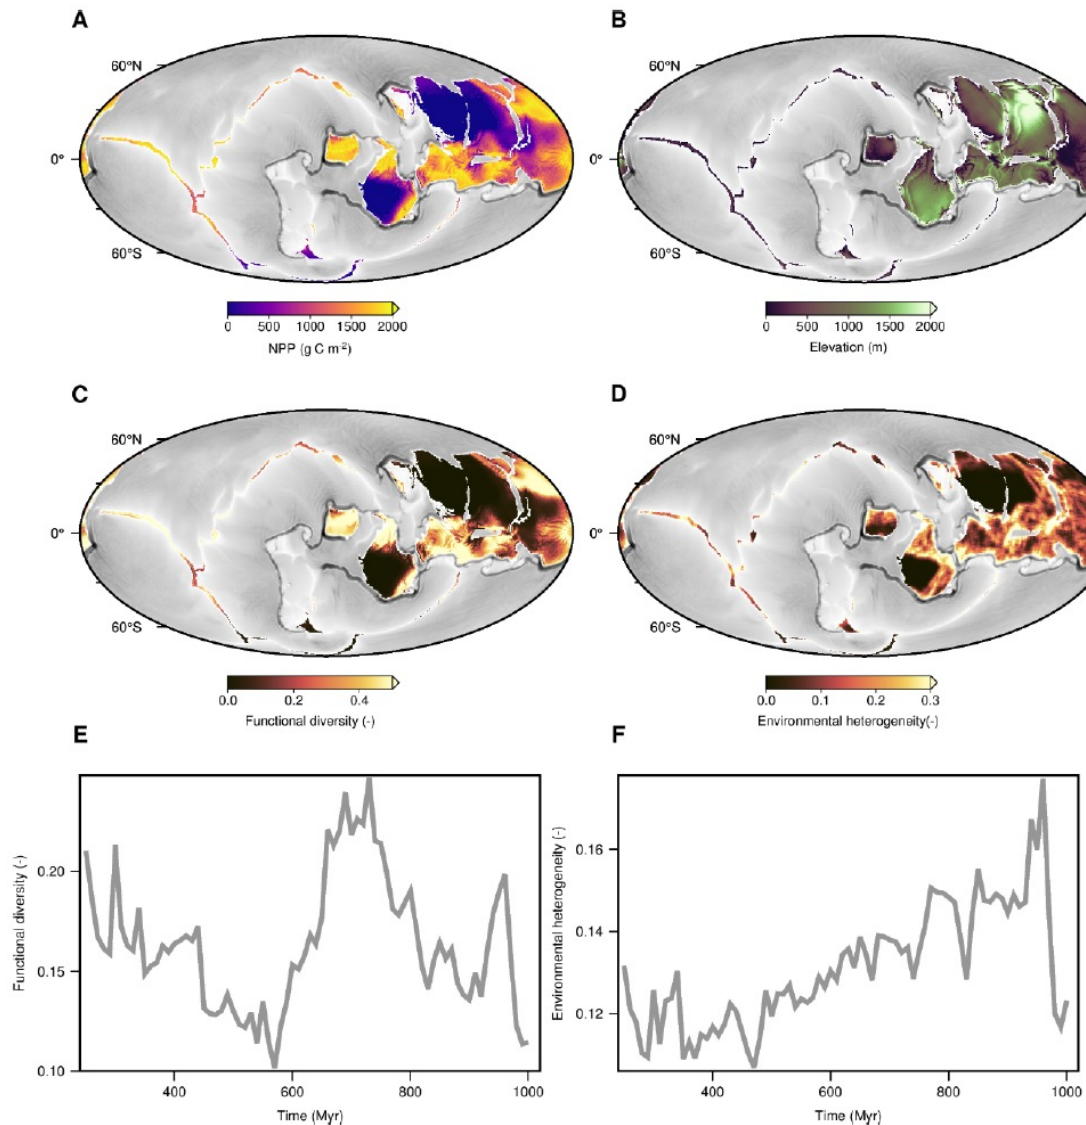 A
B
60°N
0°
60°S
60°N
0°
60°S
0 500 1000 1500 2000
NPP (g C m⁻²)
0 500 1000 1500 2000
Elevation (m)
C
D
60°N
0°
60°S
60°N
0°
60°S
0.0 0.2 0.4
Functional diversity (-)
0.0 0.1 0.2 0.3
Environmental heterogeneity(-)
E
F
Functional diversity (-)
0.20
0.15
0.10
400 600 800 1000
Time (Myr)
Environmental heterogeneity (-)
0.16
0.14
0.12
400 600 800 1000
Time (Myr)